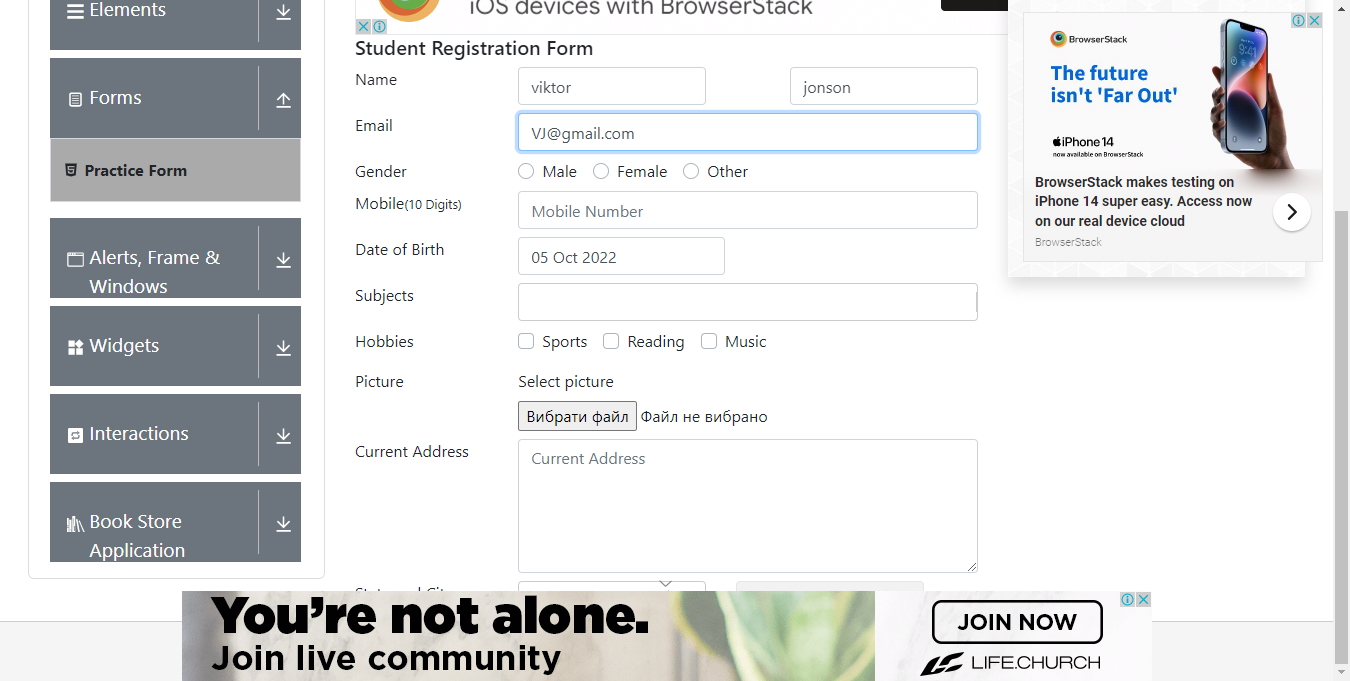 Elements
Forms
Practice Form
Alerts, Frame &
Windows
Widgets
Interactions
Book Store
Application
iOS devices with BrowserStack
Student Registration Form
Name
viktor
jonson
Email
VJ@gmail.com
Gender
Male
Female
Other
Mobile(10 Digits)
Mobile Number
Date of Birth
05 Oct 2022
Subjects
Hobbies
Sports
Reading
Music
Picture
Select picture
Вибрати файл
Файл не вибрано
Current Address
Current Address
BrowserStack
The future
isn't 'Far Out'
iPhone 14
now available on BrowserStack
BrowserStack makes testing on
iPhone 14 super easy. Access now
on our real device cloud
BrowserStack
You're not alone.
Join live community
JOIN NOW
LIFE.CHURCH